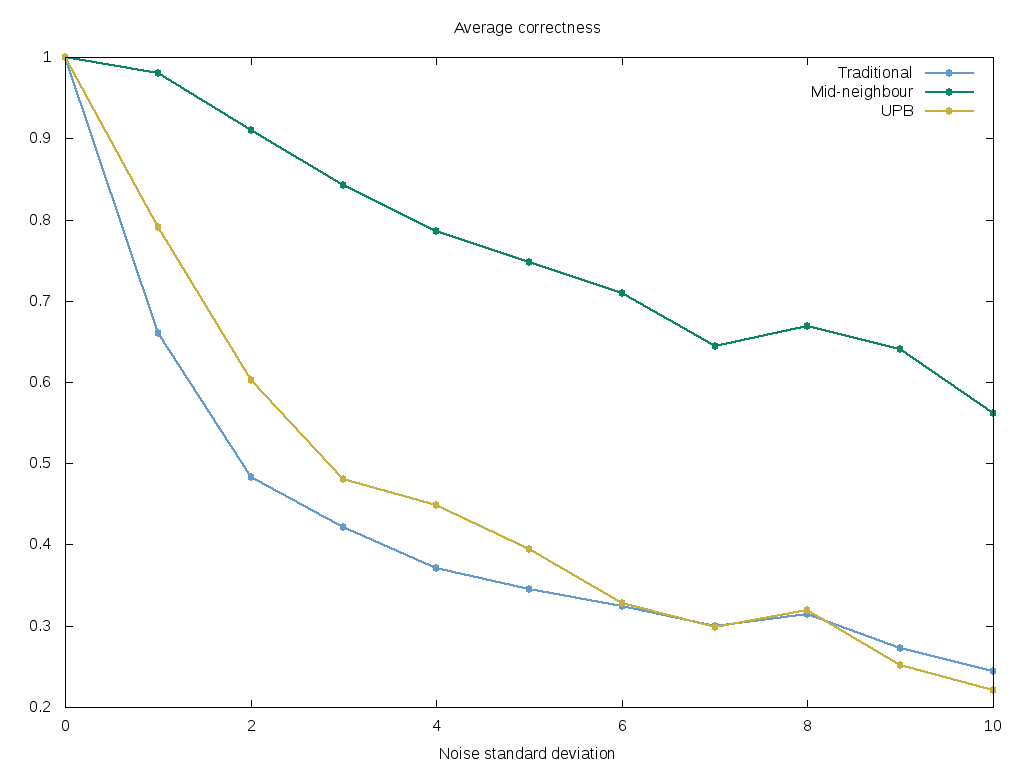 Average correctness
Traditional
Mid-neighbour
UPB
1
0.9
0.8
0.7
0.6
0.5
0.4
0.3
0.2
0 2 4 6 8 10
Noise standard deviation